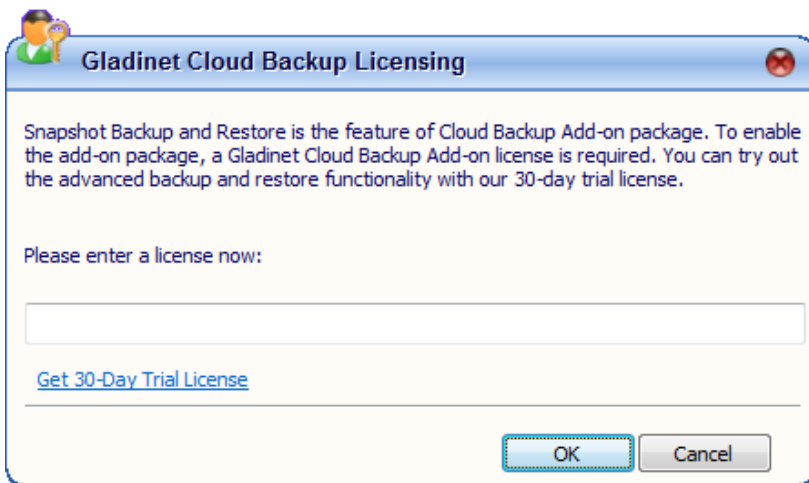 Gladinet Cloud Backup Licensing
Snapshot Backup and Restore is the feature of Cloud Backup Add-on package. To enable
the add-on package, a Gladinet Cloud Backup Add-on license is required. You can try out
the advanced backup and restore functionality with our 30-day trial license.
Please enter a license now:
Get 30-Day Trial License
OK Cancel